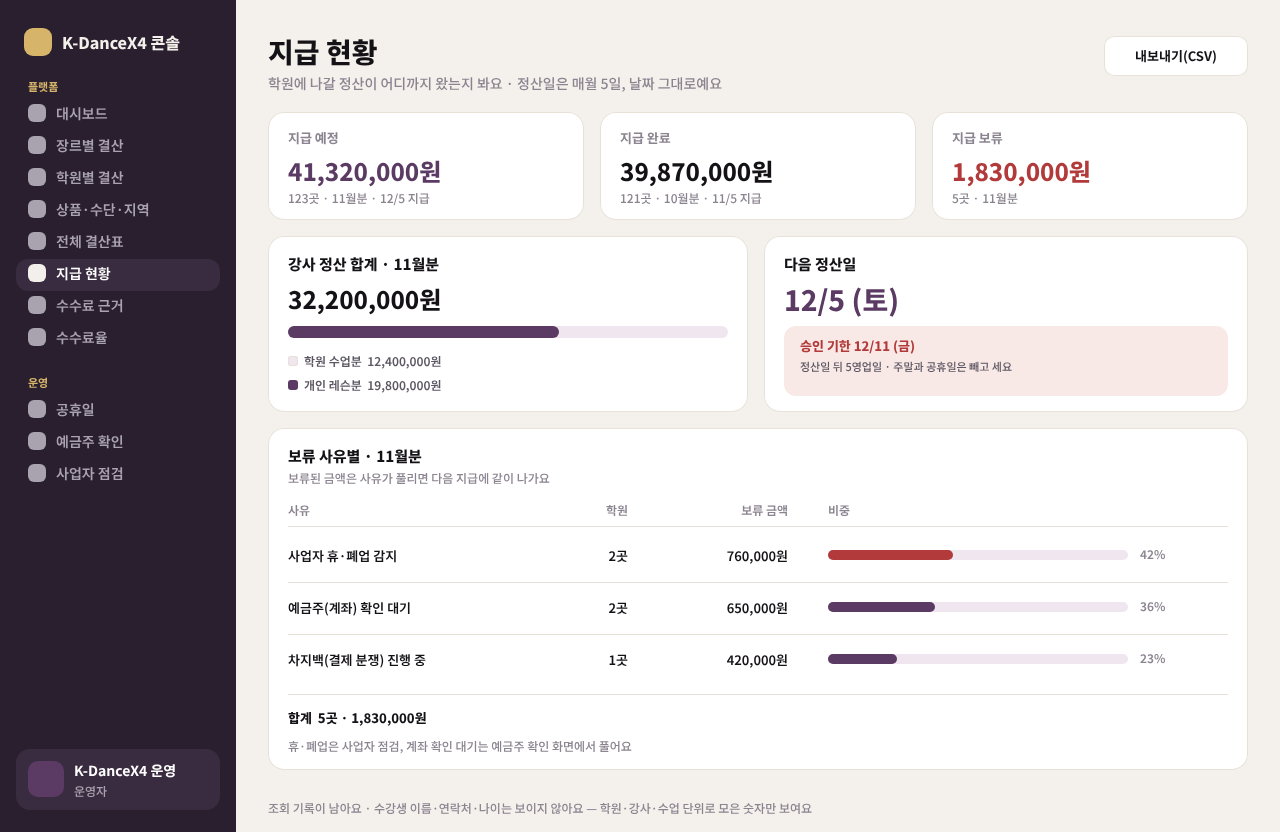 K-DanceX4 콘솔
플랫폼
대시보드
장르별 결산
학원별 결산
상품·수단·지역
전체 결산표
지급 현황
수수료 근거
수수료율
운영
공휴일
예금주 확인
사업자 점검
K-DanceX4 운영
운영자
지급 현황
학원에 나갈 정산이 어디까지 왔는지 봐요 · 정산일은 매월 5일, 날짜 그대로예요
내보내기(CSV)
지급 예정
41,320,000원
123곳 · 11월분 · 12/5 지급
지급 완료
39,870,000원
121곳 · 10월분 · 11/5 지급
지급 보류
1,830,000원
5곳 · 11월분
강사 정산 합계 · 11월분
32,200,000원
학원 수업분 12,400,000원
개인 레슨분 19,800,000원
다음 정산일
12/5 (토)
승인 기한 12/11 (금)
정산일 뒤 5영업일 · 주말과 공휴일은 빼고 세요
보류 사유별 · 11월분
보류된 금액은 사유가 풀리면 다음 지급에 같이 나가요
사유 학원 보류 금액 비중
사업자 휴·폐업 감지 2곳 760,000원 42%
예금주(계좌) 확인 대기 2곳 650,000원 36%
차지백(결제 분쟁) 진행 중 1곳 420,000원 23%
합계 5곳 · 1,830,000원
휴·폐업은 사업자 점검, 계좌 확인 대기는 예금주 확인 화면에서 풀어요
조회 기록이 남아요 · 수강생 이름·연락처·나이는 보이지 않아요 — 학원·강사·수업 단위로 모은 숫자만 보여요